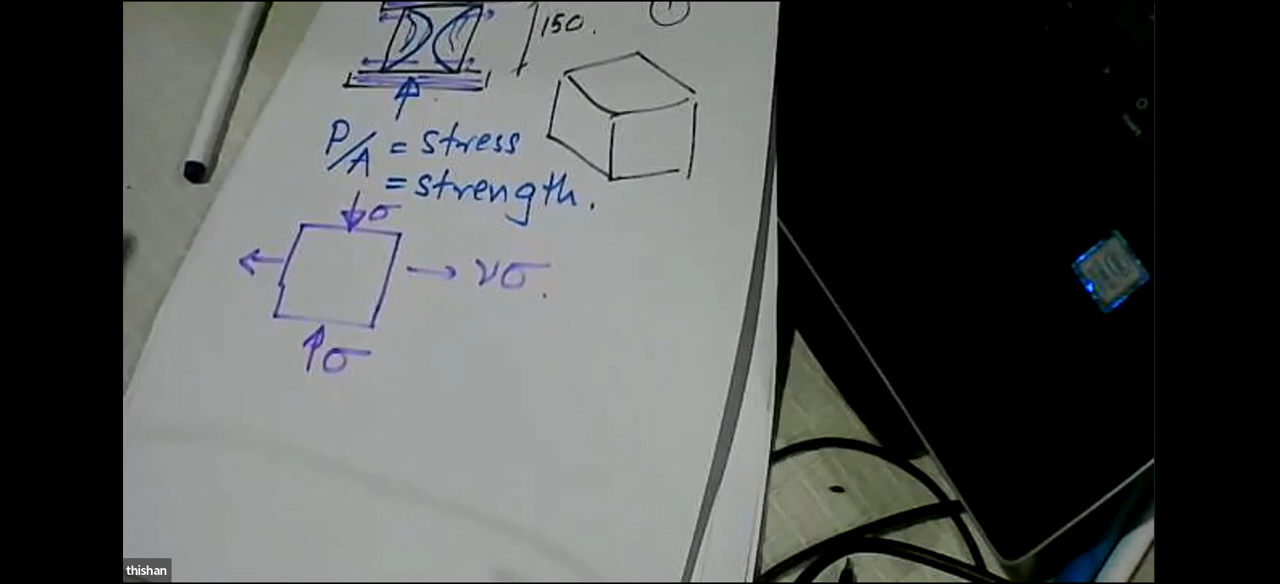 150.
P/A = stress
= strength.
σ
νσ.
σ
thishan